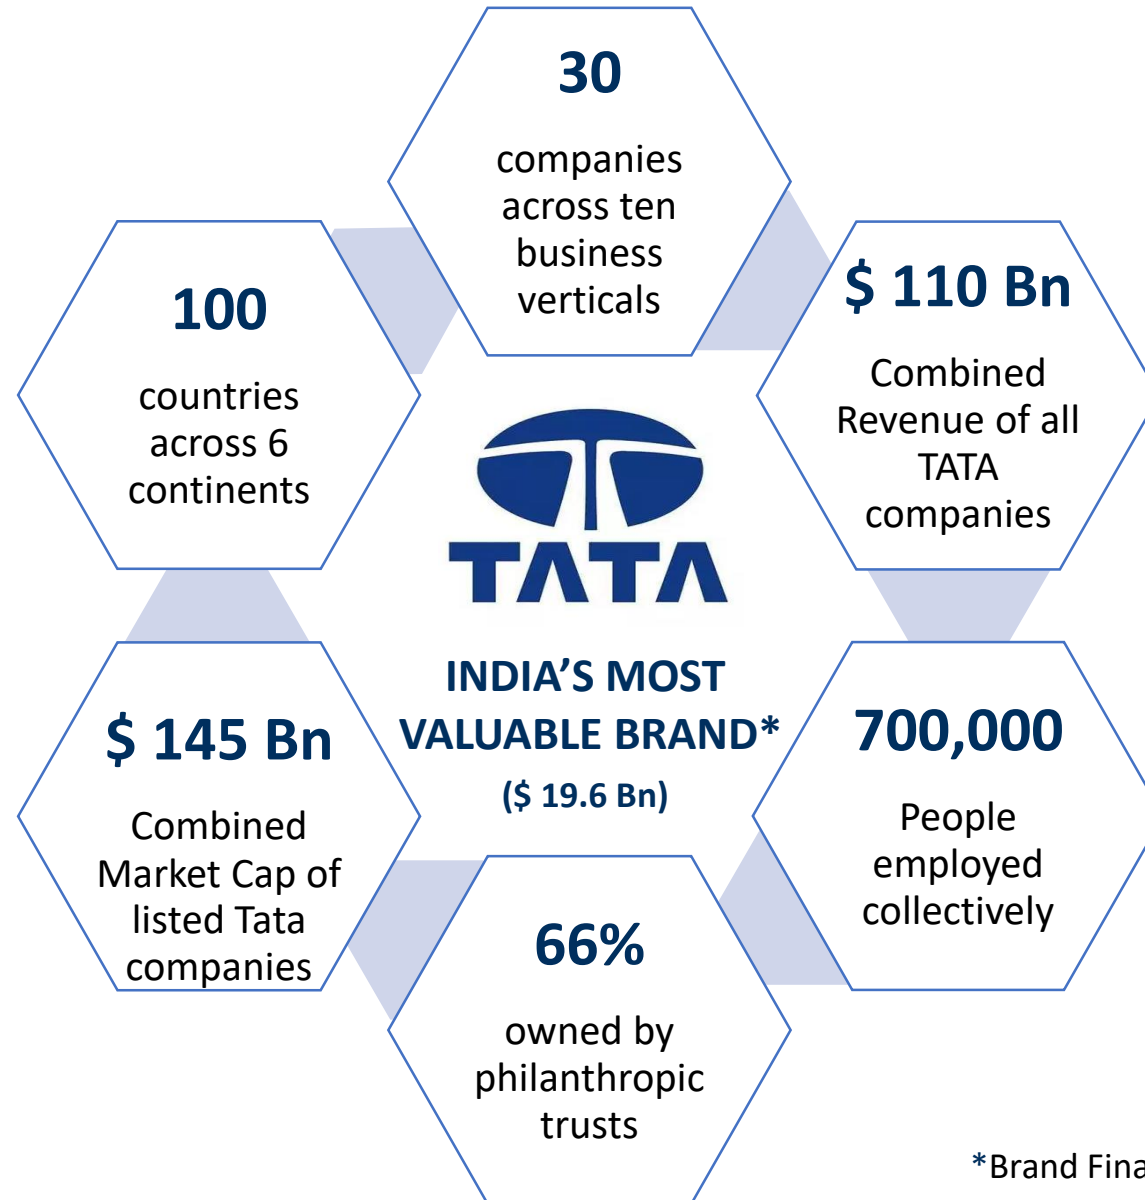 30
companies
across ten
business
verticals
$ 110 Bn
Combined
Revenue of all
TATA
companies
700,000
People
employed
collectively
66%
owned by
philanthropic
trusts
$ 145 Bn
Combined
Market Cap of
listed Tata
companies
100
countries
across 6
continents
TATA
INDIA’S MOST
VALUABLE BRAND*
($ 19.6 Bn)
*Brand